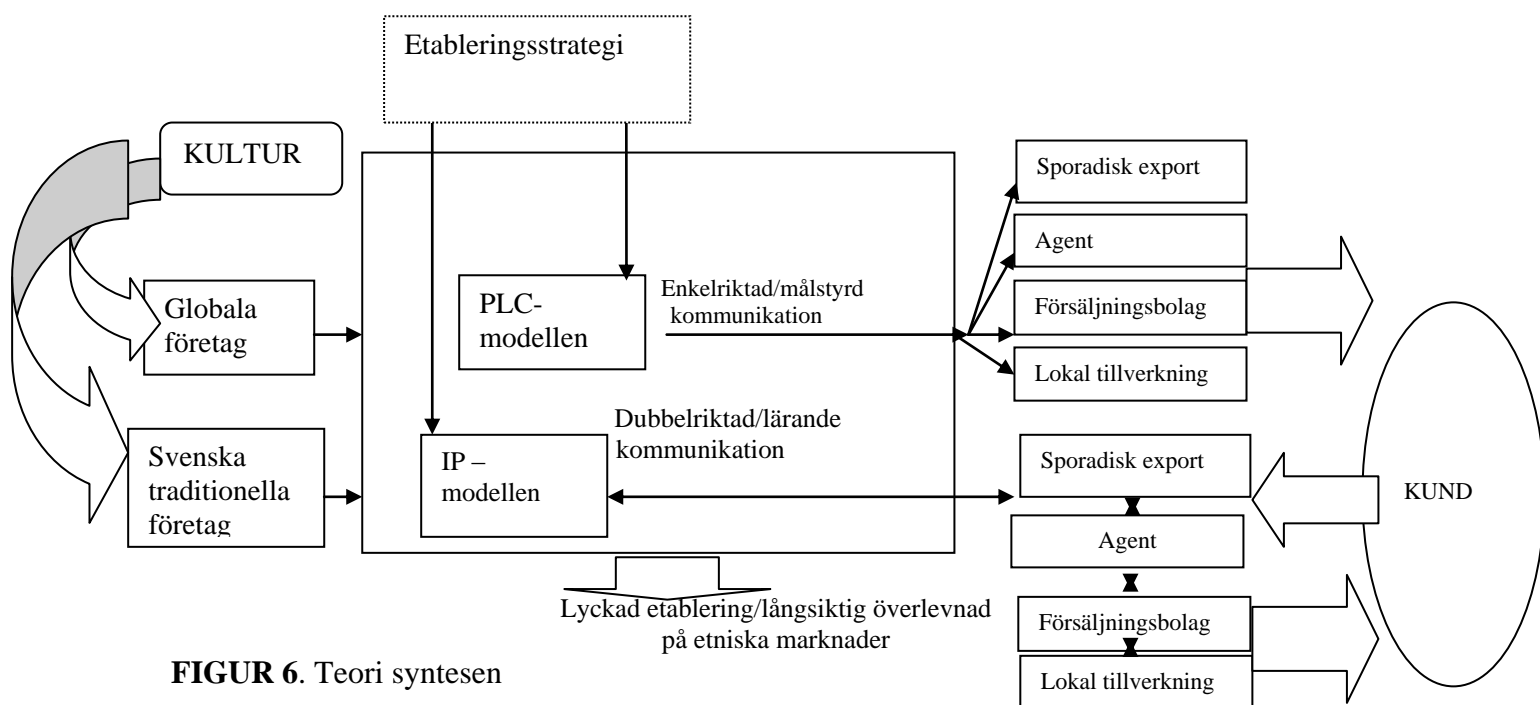 Etableringsstrategi
KULTUR
Globala
företag
Svenska
traditionella
företag
PLC-
modellen
Enkelriktad/målstyrd
kommunikation
IP –
modellen
Dubbelriktad/lärande
kommunikation
Sporadisk export
Agent
Försäljningsbolag
Lokal tillverkning
Sporadisk export
Agent
Försäljningsbolag
Lokal tillverkning
KUND
Lyckad etablering/långsiktig överlevnad
på etniska marknader
FIGUR 6. Teori syntesen